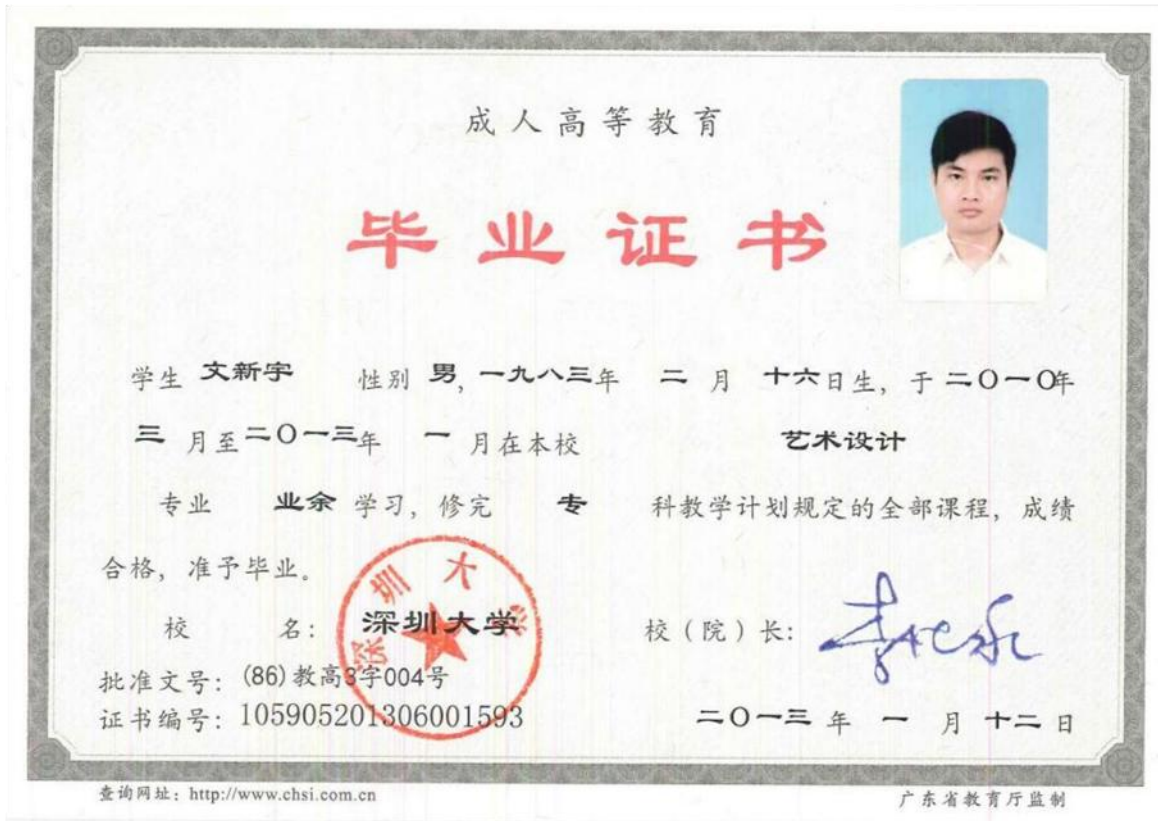 成人高等教育
毕业证书
学生 文新宇 性别 男, 一九八三年 二 月 十六日生, 于 二〇一〇年
三 月至二〇一三年 一 月在本校 艺术设计
专业 业余 学习, 修完 专 科教学计划规定的全部课程, 成绩
合格, 准予毕业。
深圳大学
校 名: 深圳大学 校（院）长:
批准文号: (86)教高3字004号
证书编号: 105905201306001593 二〇一三 年 一 月 十二 日
查询网址: http://www.chsi.com.cn 广东省教育厅监制